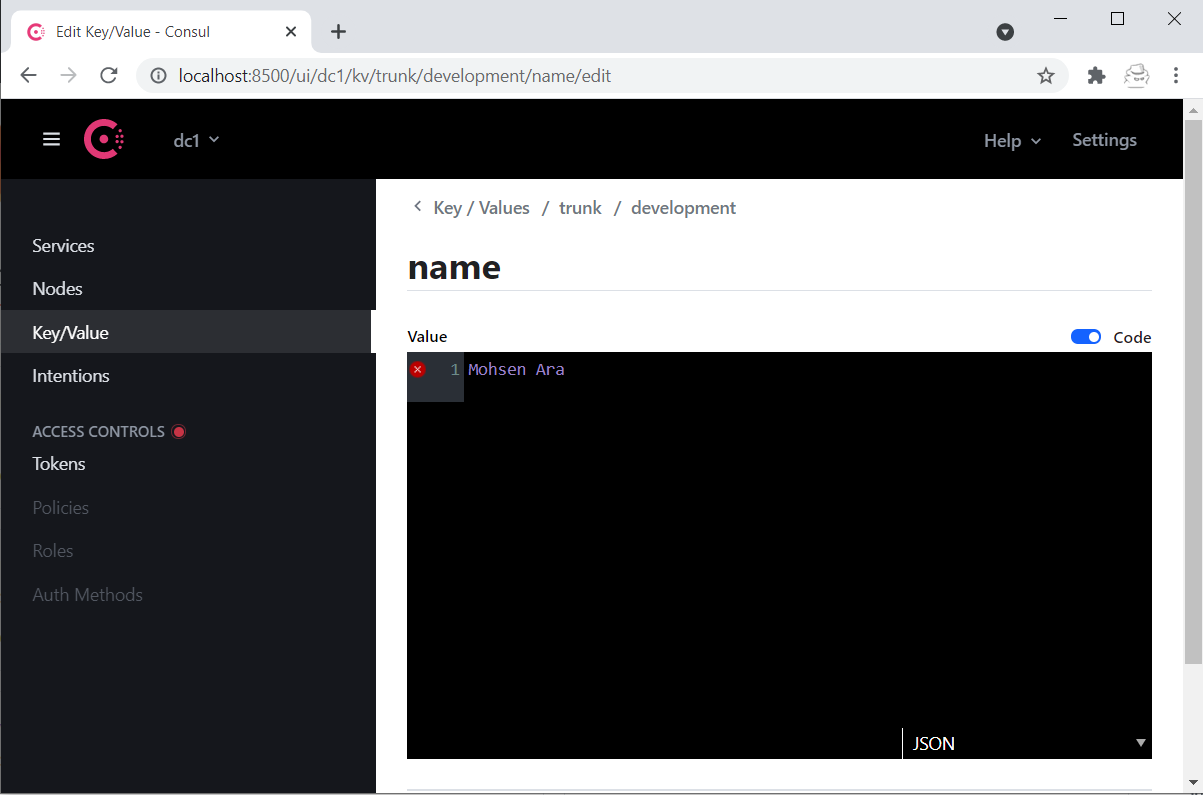 Edit Key/Value - Consul
localhost:8500/ui/dc1/kv/trunk/development/name/edit
dc1
Help
Settings
Services
Nodes
Key/Value
Intentions
ACCESS CONTROLS
Tokens
Policies
Roles
Auth Methods
Key / Values / trunk / development
name
Value
Code
1 Mohsen Ara
JSON